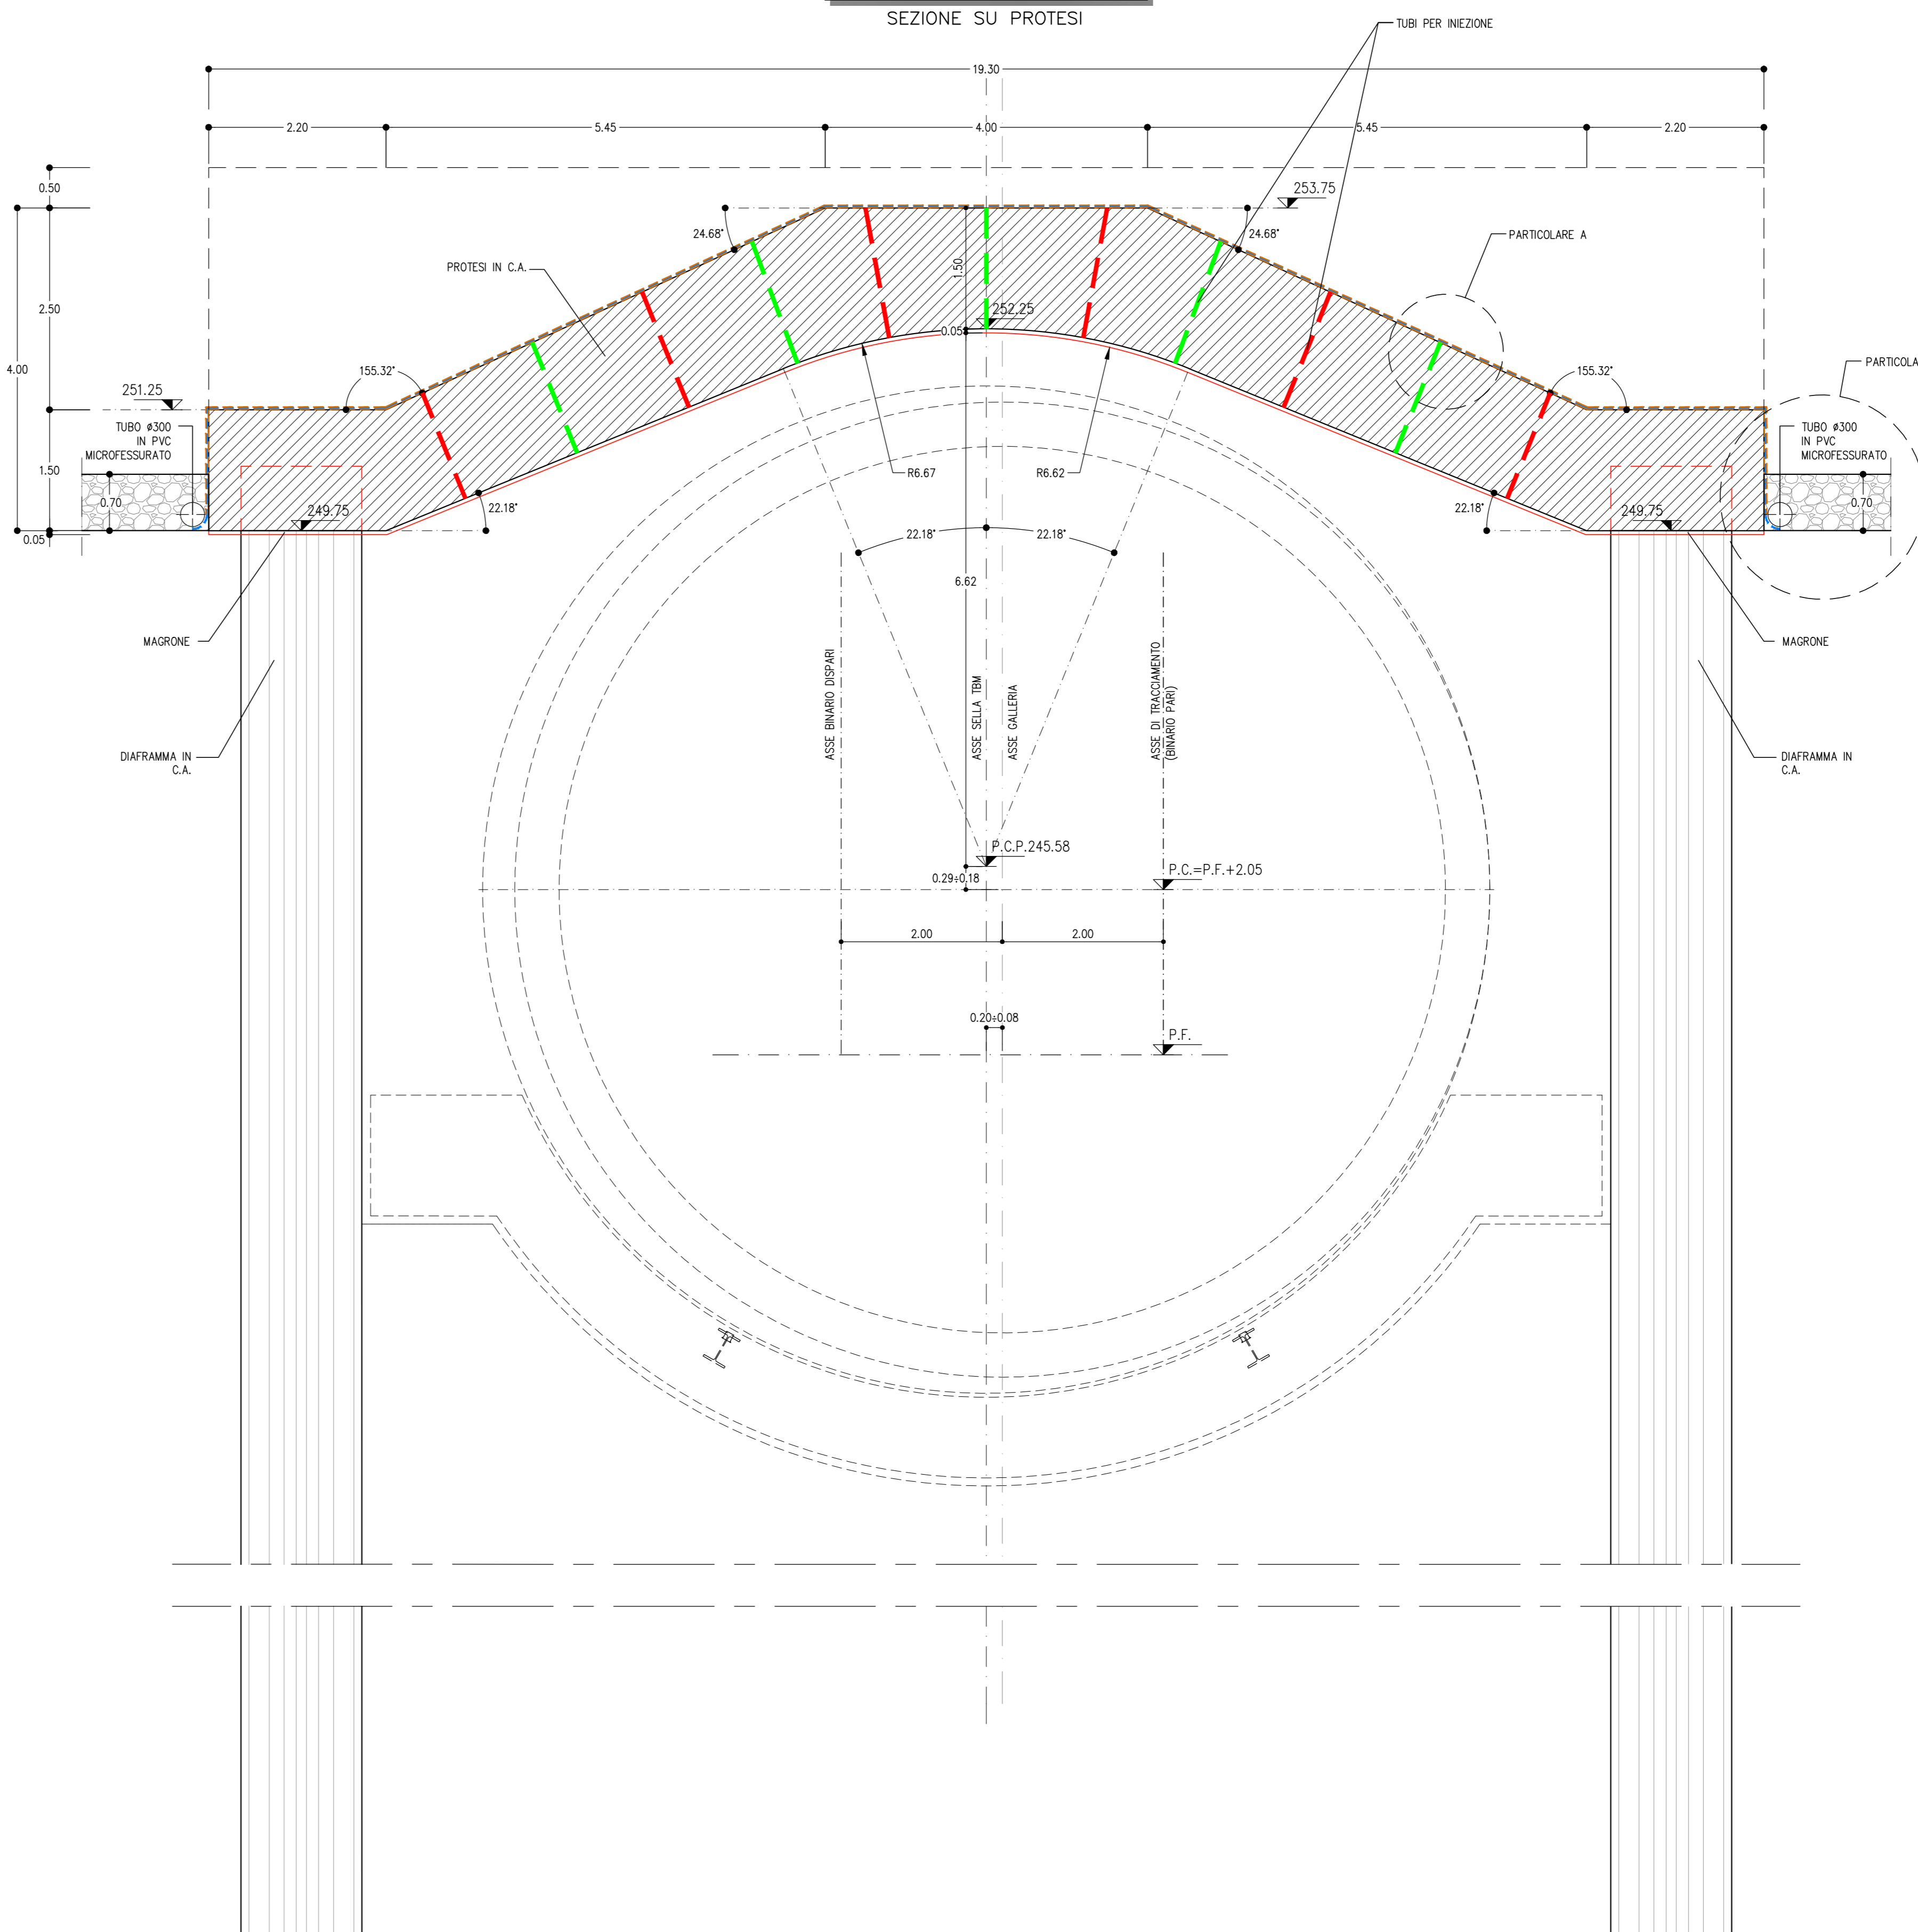 SEZIONE SU PROTESI
TUBI PER INIEZIONE
19.30
2.20
5.45
4.00
5.45
2.20
0.50
253.75
24.68°
24.68°
PARTICOLARE A
PROTESI IN C.A.
1.50
2.50
252.25
0.05
4.00
155.32°
155.32°
PARTICOLA
251.25
TUBO ø300
IN PVC
MICROFESSURATO
TUBO ø300
IN PVC
MICROFESSURATO
1.50
R6.67
R6.62
0.70
0.70
22.18°
22.18°
249.75
249.75
0.05
22.18°
22.18°
6.62
MAGRONE
MAGRONE
ASSE BINARIO DISPARI
ASSE SELLA TBM
ASSE GALLERIA
ASSE DI TRACCIAMENTO
(BINARIO PARI)
DIAFRAMMA IN
C.A.
DIAFRAMMA IN
C.A.
P.C.P.245.58
P.C.=P.F.+2.05
0.29÷0.18
2.00
2.00
0.20÷0.08
P.F.